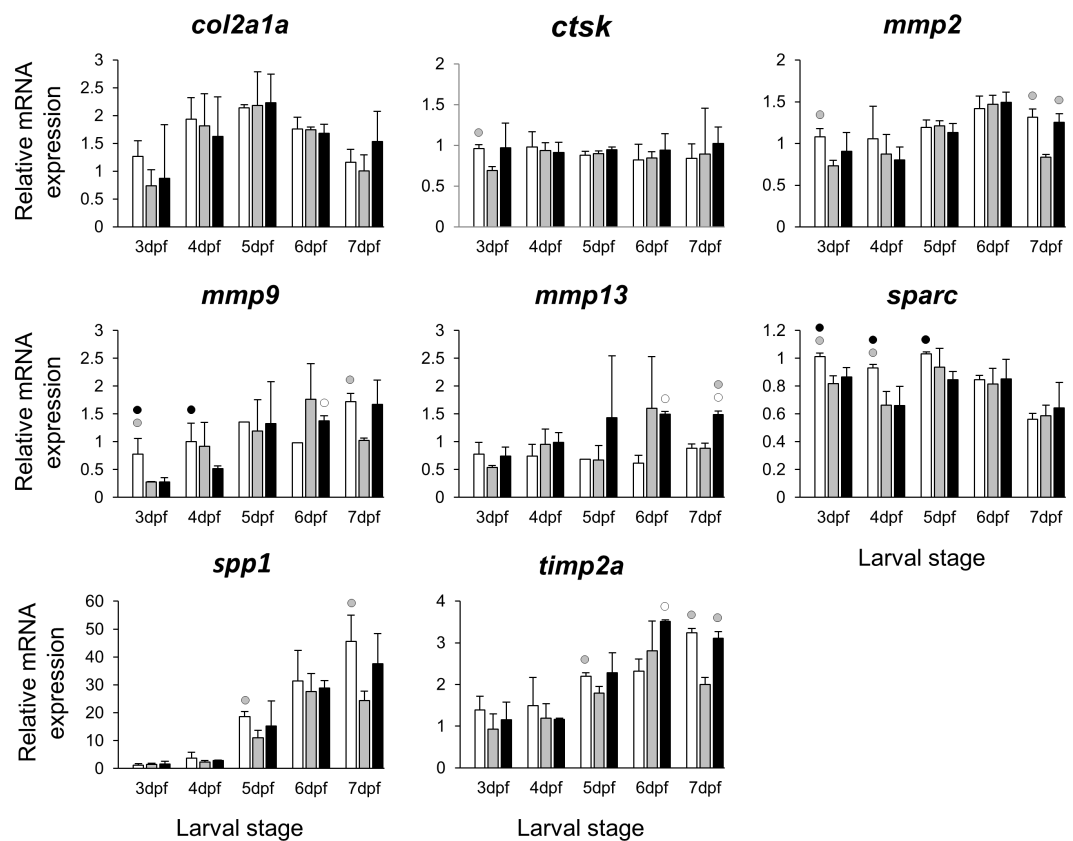 col2a1a
ctsk
mmp2
Relative mRNA
expression
3
2.5
2
1.5
1
0.5
0
3dpf 4dpf 5dpf 6dpf 7dpf
2
1.5
1
0.5
0
3dpf 4dpf 5dpf 6dpf 7dpf
2
1.5
1
0.5
0
3dpf 4dpf 5dpf 6dpf 7dpf
mmp9
mmp13
sparc
Relative mRNA
expression
3
2.5
2
1.5
1
0.5
0
3dpf 4dpf 5dpf 6dpf 7dpf
3
2.5
2
1.5
1
0.5
0
3dpf 4dpf 5dpf 6dpf 7dpf
1.2
1
0.8
0.6
0.4
0.2
0
3dpf 4dpf 5dpf 6dpf 7dpf
Larval stage
spp1
timp2a
Relative mRNA
expression
60
50
40
30
20
10
0
3dpf 4dpf 5dpf 6dpf 7dpf
Larval stage
4
3
2
1
0
3dpf 4dpf 5dpf 6dpf 7dpf
Larval stage